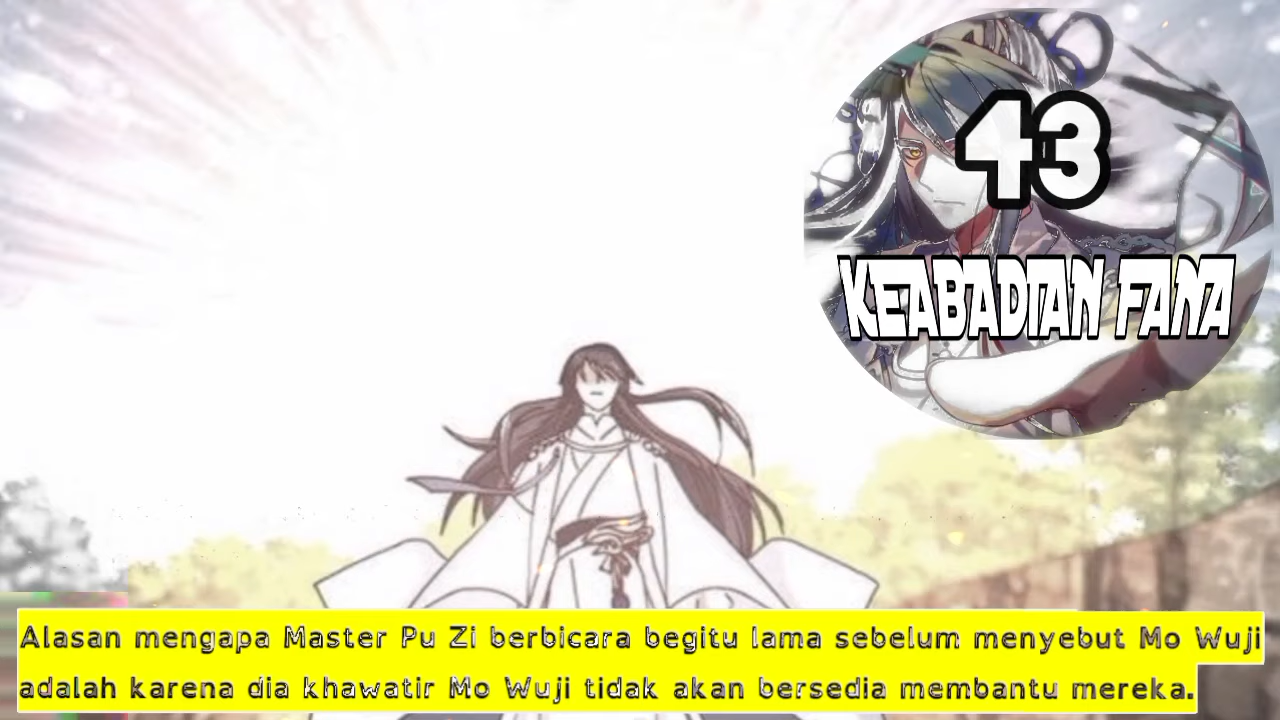 43
KEABADIAN FANA
Alasan mengapa Master Pu Zi berbicara begitu lama sebelum menyebut Mo Wuji
adalah karena dia khawatir Mo Wuji tidak akan bersedia membantu mereka.